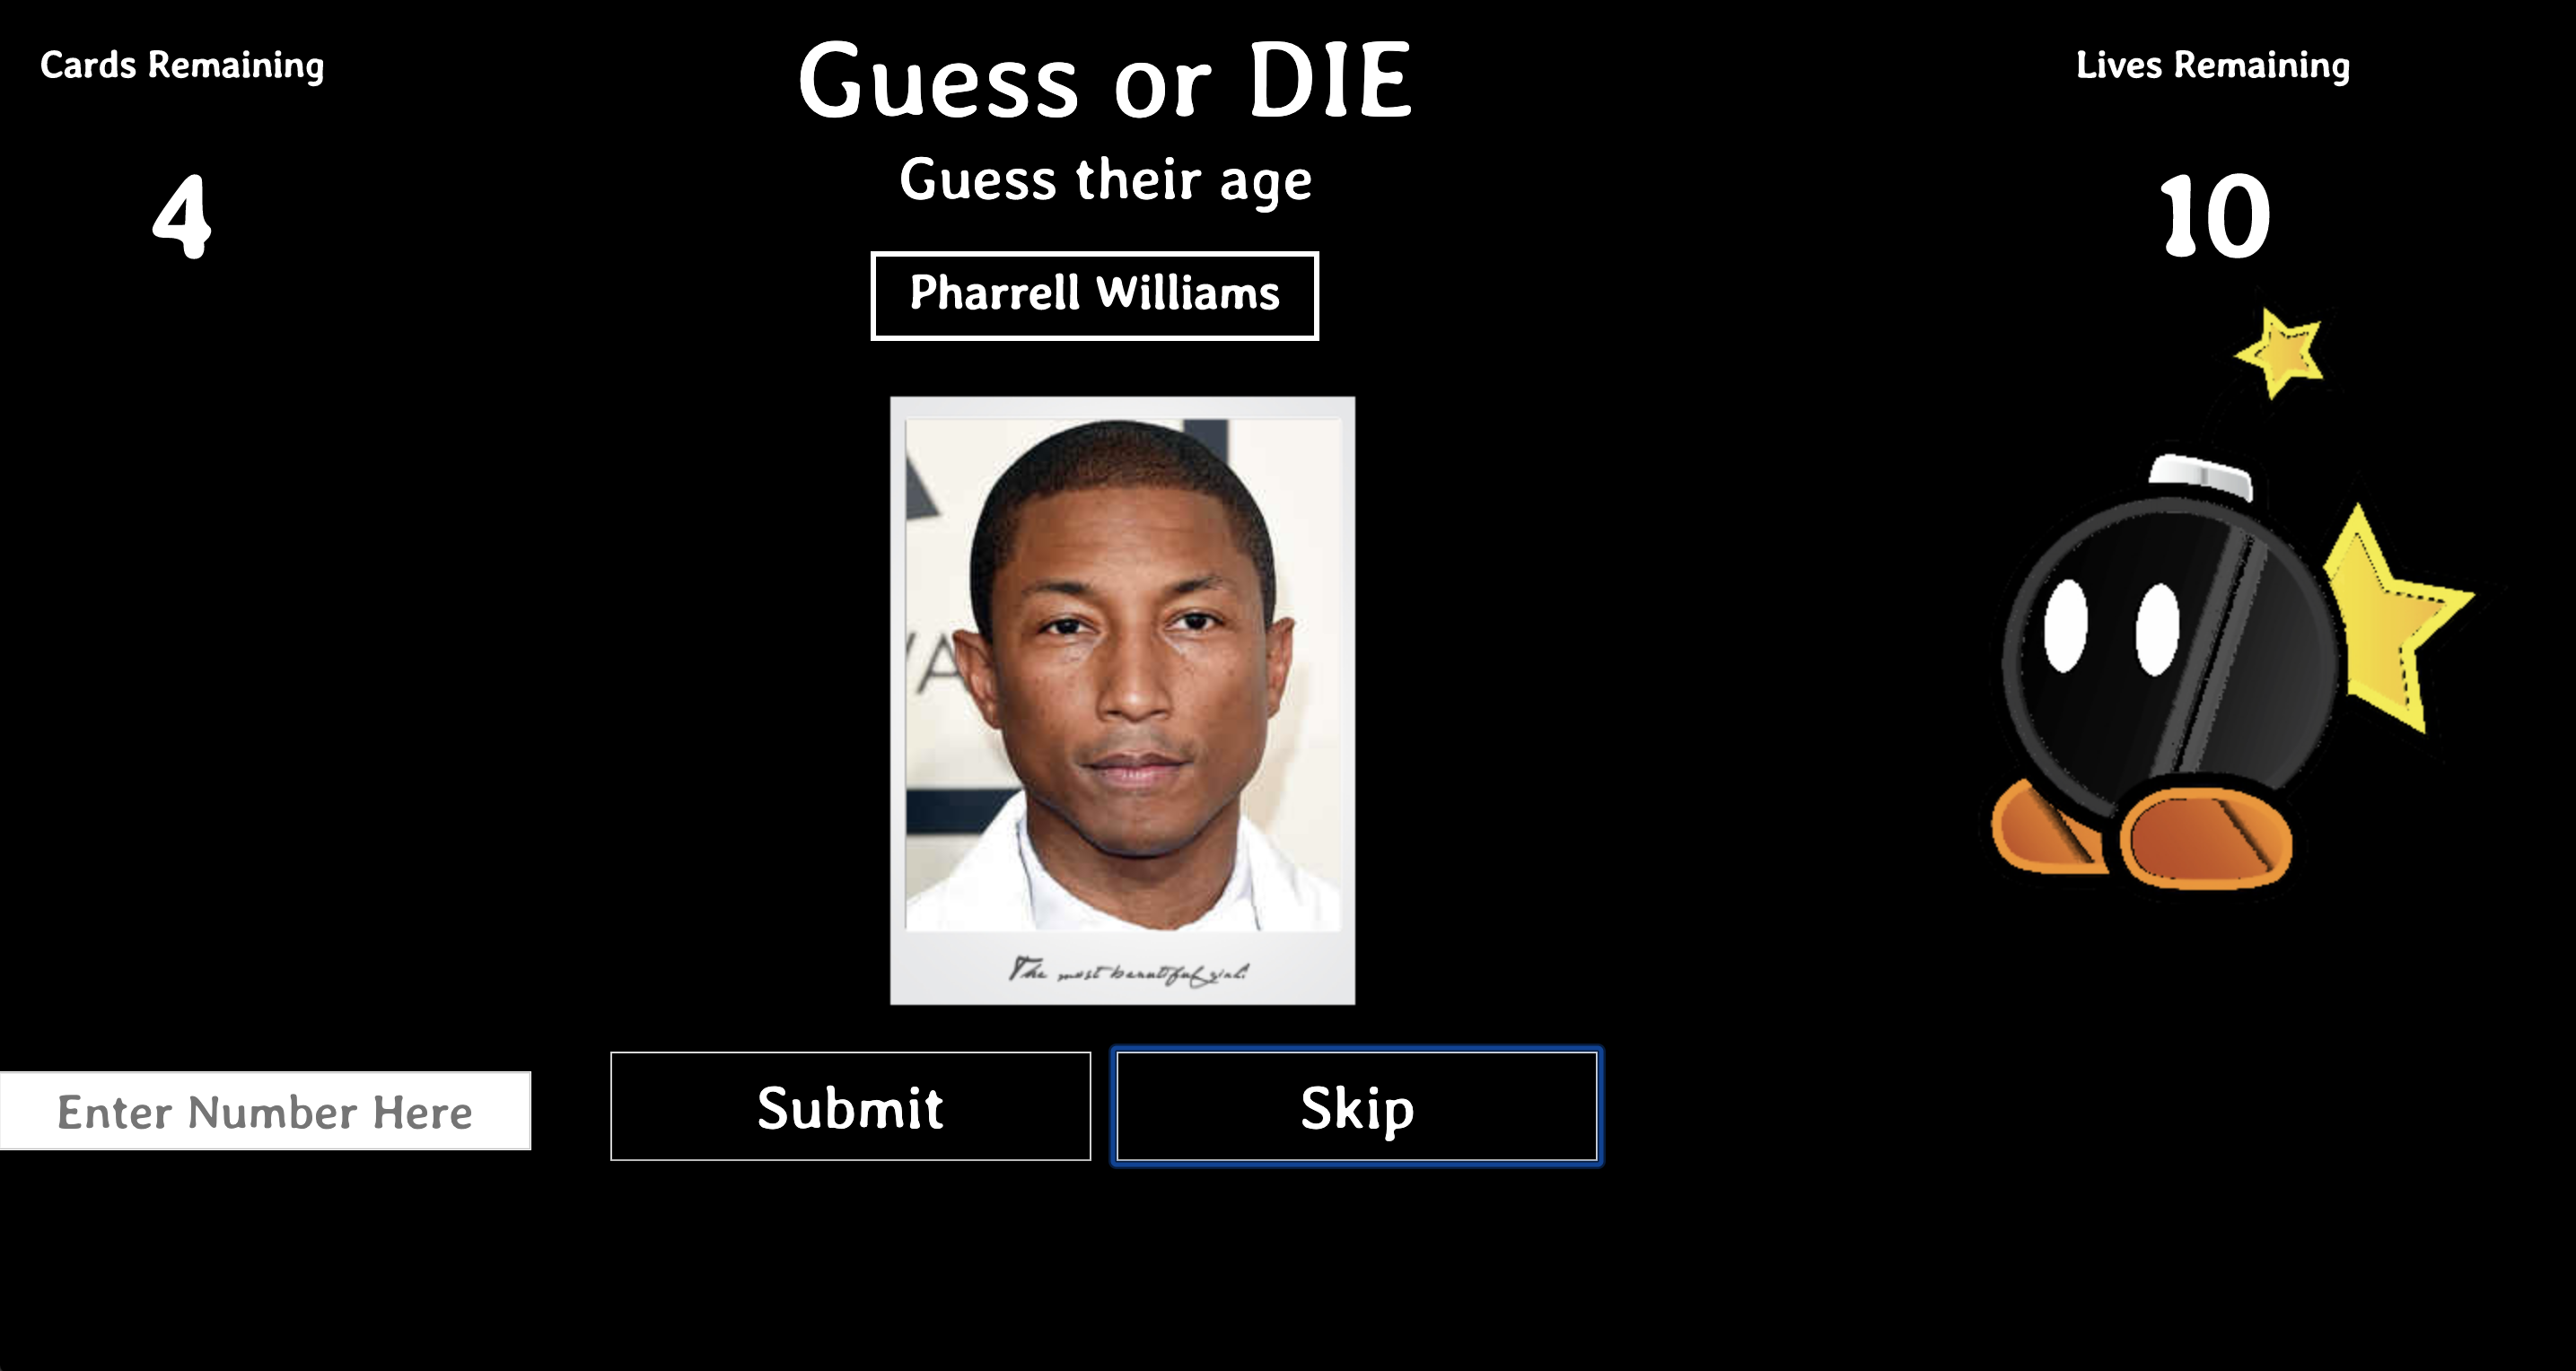 Cards Remaining
4
Guess or DIE
Guess their age
Pharrell Williams
Lives Remaining
10
The most beautiful girl!
Enter Number Here
Submit
Skip